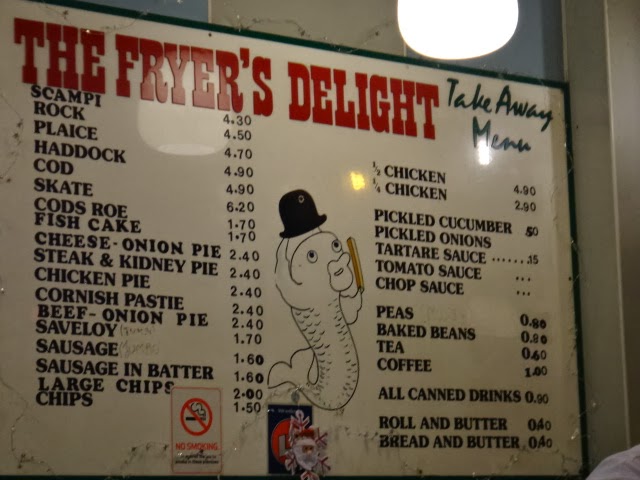 THE FRYER'S DELIGHT
Take Away
Menu
SCAMPI 4.30
ROCK 4.50
PLAICE 4.70
HADDOCK 4.90
COD 4.90
SKATE 6.20
CODS ROE 1.70
FISH CAKE 1.70
CHEESE-ONION PIE 2.40
STEAK & KIDNEY PIE 2.40
CHICKEN PIE 2.40
CORNISH PASTIE 2.40
BEEF-ONION PIE 2.40
SAVELOY 1.70
SAUSAGE 1.60
SAUSAGE IN BATTER 1.60
LARGE CHIPS 2.00
CHIPS 1.50
½ CHICKEN 4.90
¼ CHICKEN 2.90
PICKLED CUCUMBER 50
PICKLED ONIONS
TARTARE SAUCE .......15
TOMATO SAUCE ...
CHOP SAUCE ...
PEAS 0.80
BAKED BEANS 0.80
TEA 0.60
COFFEE 1.00
ALL CANNED DRINKS 0.90
ROLL AND BUTTER 0.40
BREAD AND BUTTER 0.40
NO SMOKING